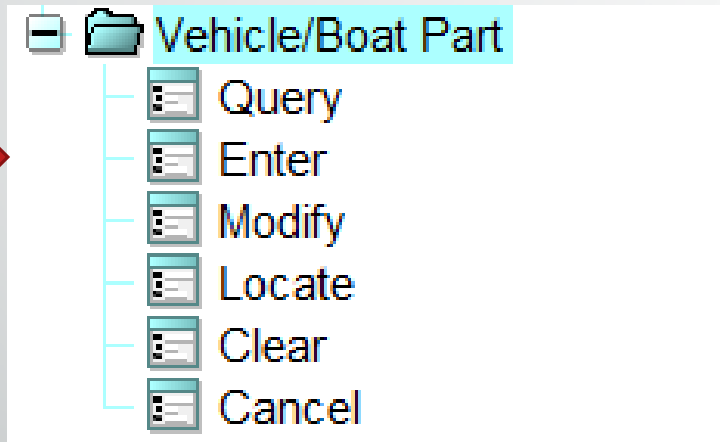 Vehicle/Boat Part
Query
Enter
Modify
Locate
Clear
Cancel